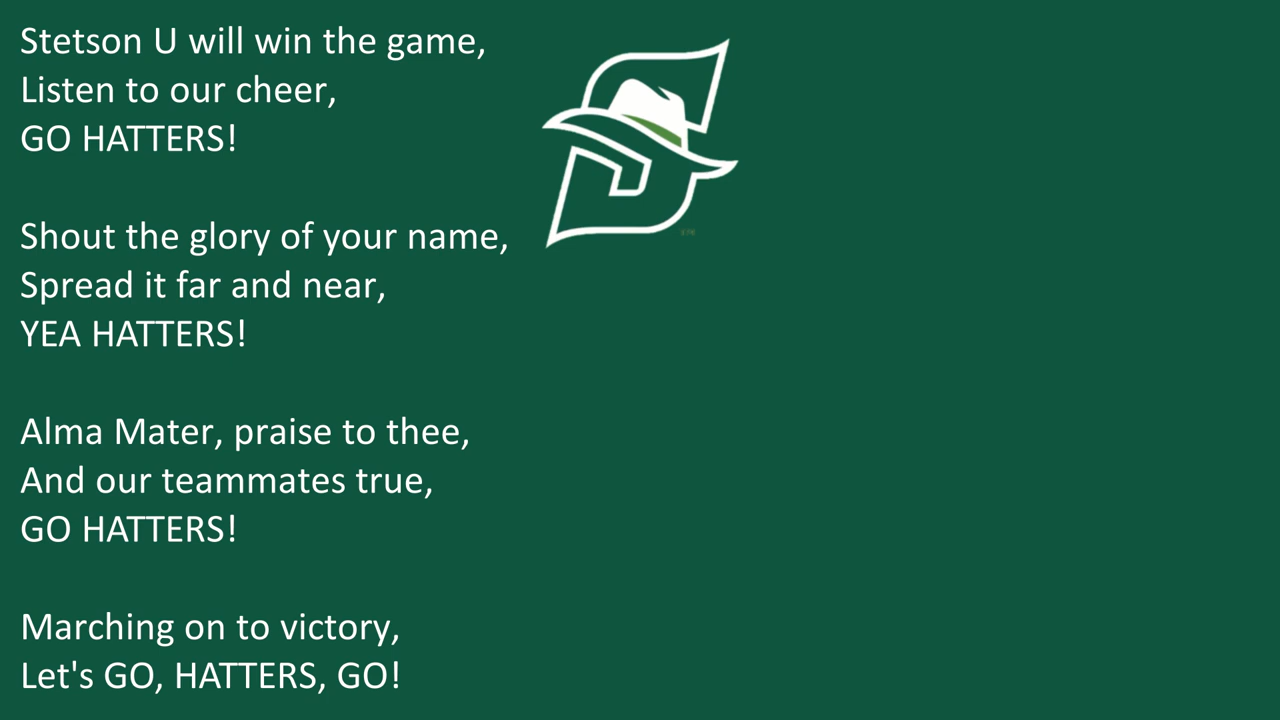 Stetson U will win the game,
Listen to our cheer,
GO HATTERS!
Shout the glory of your name,
Spread it far and near,
YEA HATTERS!
Alma Mater, praise to thee,
And our teammates true,
GO HATTERS!
Marching on to victory,
Let's GO, HATTERS, GO!